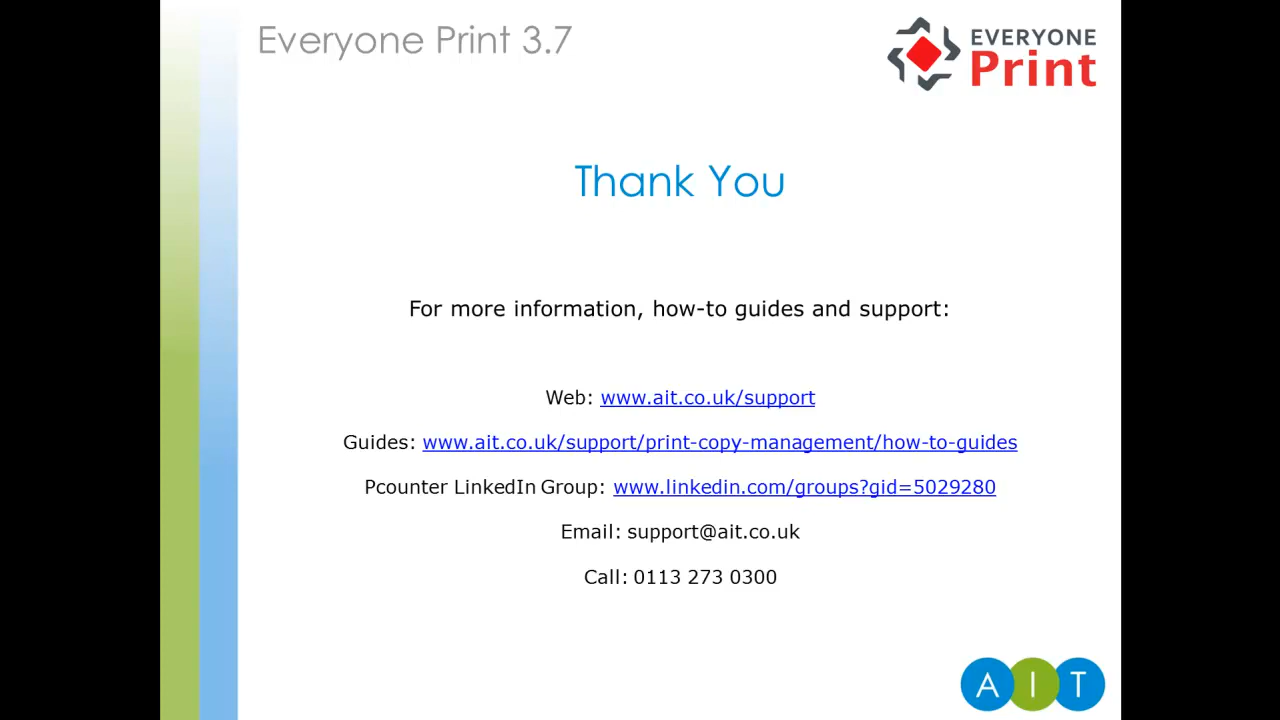 Everyone Print 3.7
EVERYONE
Print
Thank You
For more information, how-to guides and support:
Web: www.ait.co.uk/support
Guides: www.ait.co.uk/support/print-copy-management/how-to-guides
Pcounter LinkedIn Group: www.linkedin.com/groups?gid=5029280
Email: support@ait.co.uk
Call: 0113 273 0300
AIT